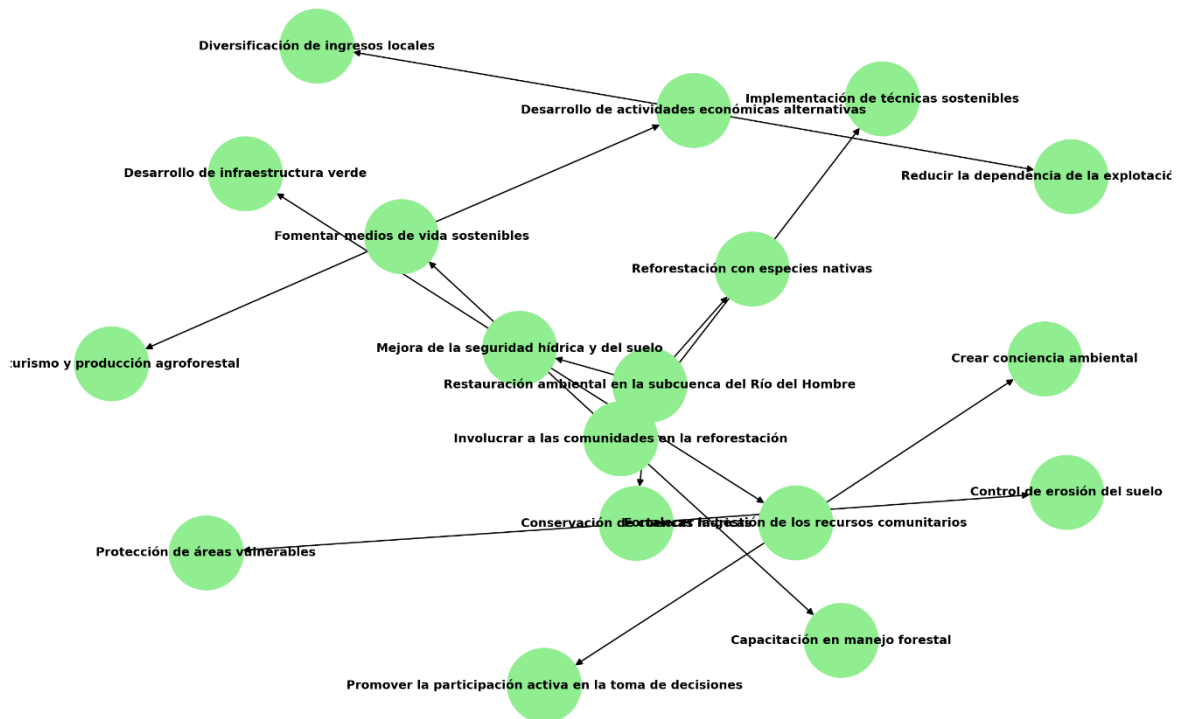 Diversificación de ingresos locales
Implementación de técnicas sostenibles
Desarrollo de actividades económicas alternativas
Desarrollo de infraestructura verde
Reducir la dependencia de la explotació
Fomentar medios de vida sostenibles
Reforestación con especies nativas
Mejora de la seguridad hídrica y del suelo
Crear conciencia ambiental
turismo y producción agroforestal
Restauración ambiental en la subcuenca del Río del Hombre
Involucrar a las comunidades en la reforestación
Control de erosión del suelo
Conservación de
gestión de los recursos comunitarios
Protección de áreas vulnerables
Capacitación en manejo forestal
Promover la participación activa en la toma de decisiones